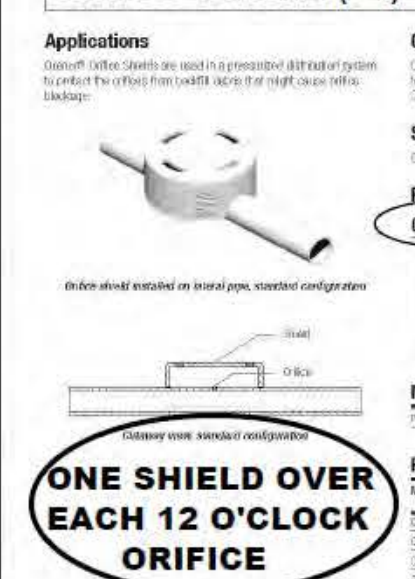 Applications
Orenco® Orifice Shields are used in a pressurized distribution system
to protect the orifices from backfill debris that might cause orifice
blockage.
Orifice shield installed on lateral pipe, standard configuration
Shield
Orifice
Cutaway view, standard configuration
ONE SHIELD OVER
EACH 12 O'CLOCK
ORIFICE